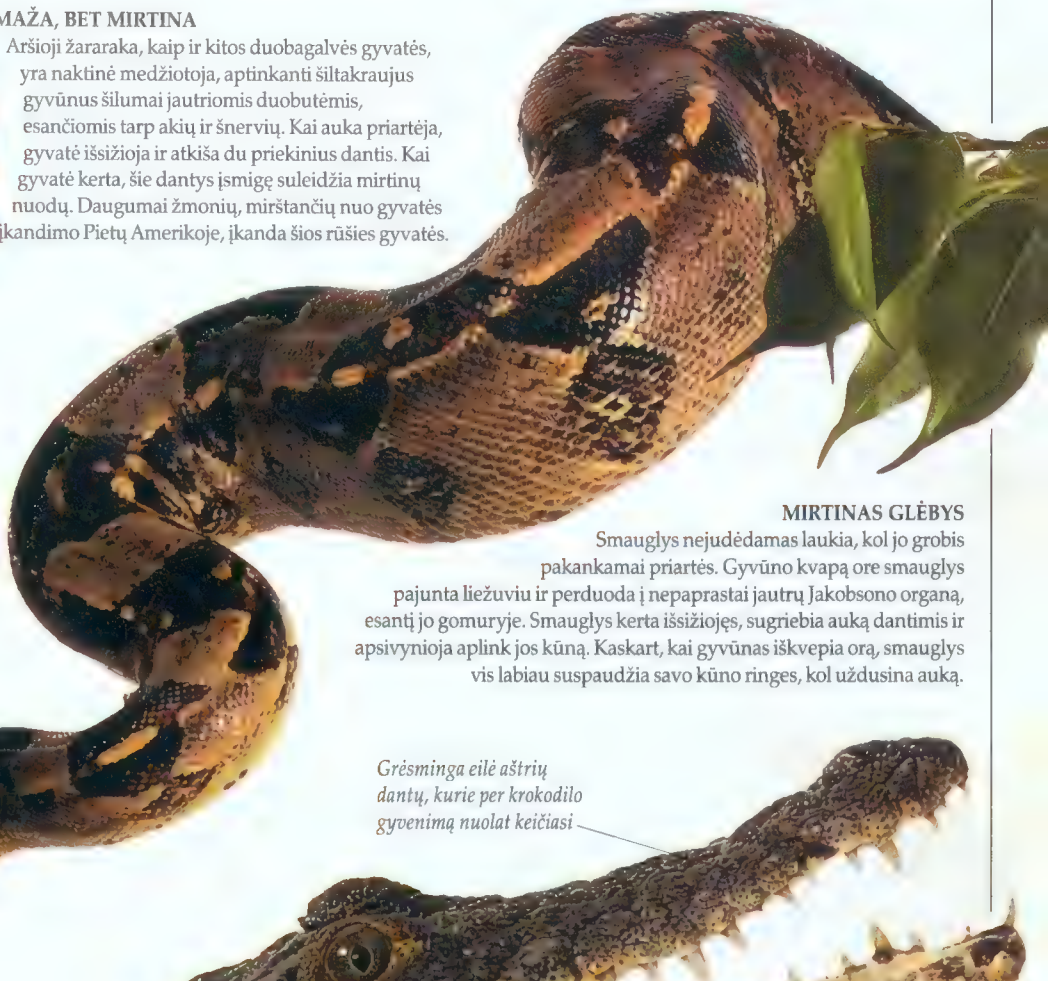 MAŽA, BET MIRTINA
Aršioji žararaka, kaip ir kitos duobagalvės gyvatės,
yra naktinė medžiotoja, aptinkanti šiltakraujus
gyvūnus šilumai jautriomis duobutėmis,
esančiomis tarp akių ir šnervių. Kai auka priartėja,
gyvatė išsižioja ir atkiša du priekinius dantis. Kai
gyvatė kerta, šie dantys įsmigę suleidžia mirtinų
nuodų. Daugumai žmonių, mirštančių nuo gyvatės
įkandimo Pietų Amerikoje, įkanda šios rūšies gyvatės.
MIRTINAS GLĖBYS
Smauglys nejudėdamas laukia, kol jo grobis
pakankamai priartės. Gyvūno kvapą ore smauglys
pajunta liežuviu ir perduoda į nepaprastai jautrų Jakobsono organą,
esantį jo gomuryje. Smauglys kerta išsižiojęs, sugriebia auką dantimis ir
apsivynioja aplink jos kūną. Kaskart, kai gyvūnas iškvepia orą, smauglys
vis labiau suspaudžia savo kūno ringes, kol uždusina auką.
Grėsminga eilė aštrių
dantų, kurie per krokodilo
gyvenimą nuolat keičiasi